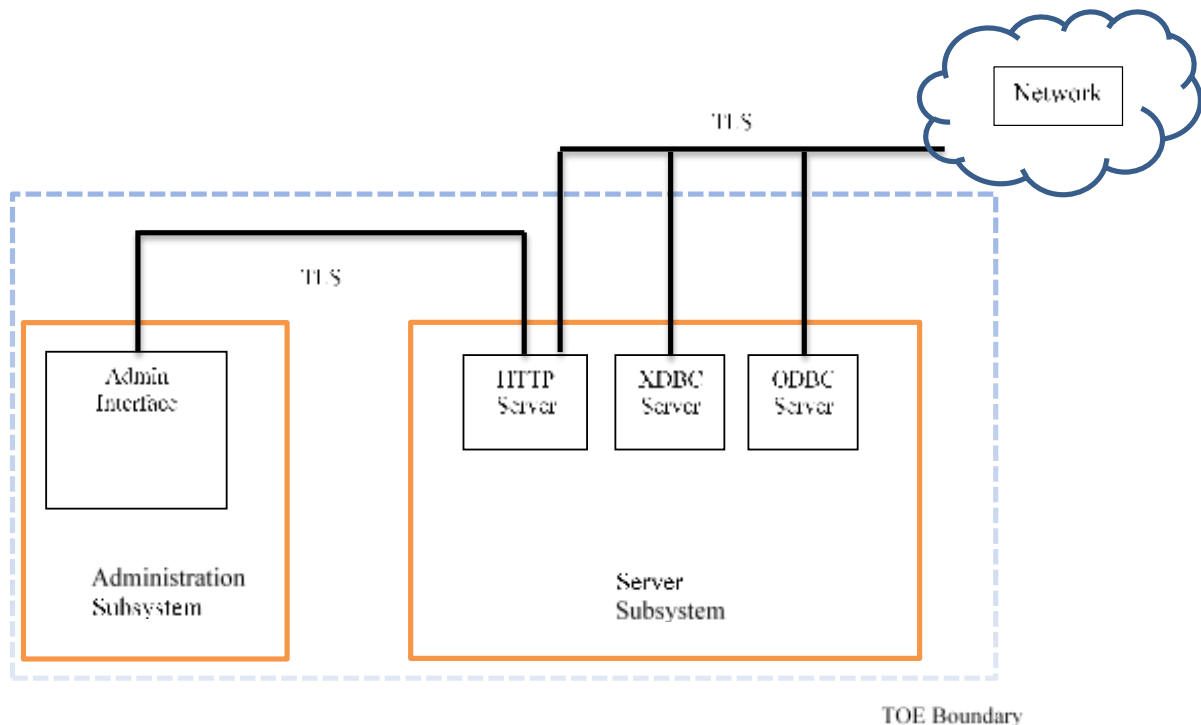 Network
TLS
TLS
Admin
Interface
HTTP
Server
XDBC
Server
ODBC
Server
Administration
Subsystem
Server
Subsystem
TOE Boundary